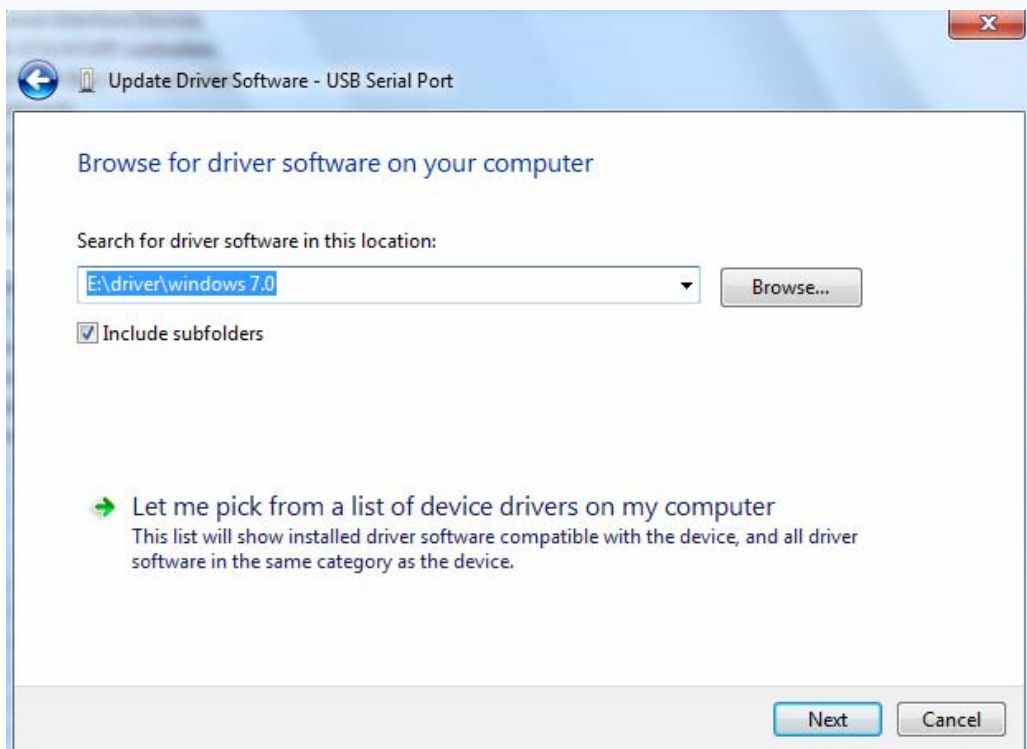 Update Driver Software - USB Serial Port
Browse for driver software on your computer
Search for driver software in this location:
E:\driver\windows 7.0
Browse...
Include subfolders
Let me pick from a list of device drivers on my computer
This list will show installed driver software compatible with the device, and all driver
software in the same category as the device.
Next
Cancel